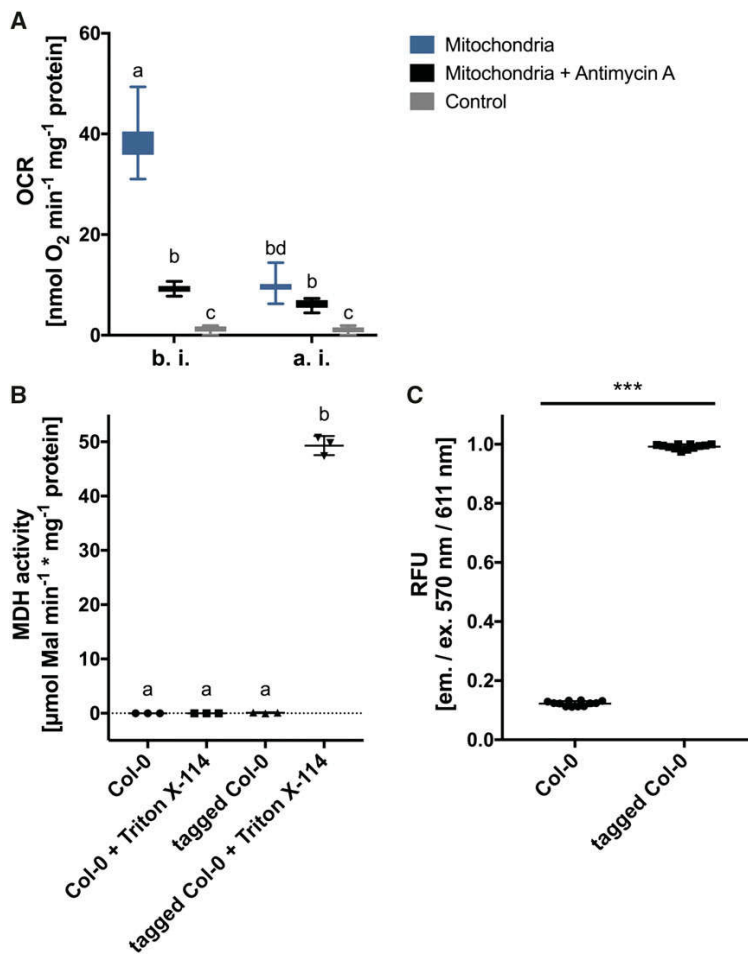 A
60
40
20
0
OCR
[nmol O₂ min⁻¹ mg⁻¹ protein]
a
b
c
bd
b
c
b. i.
a. i.
Mitochondria
Mitochondria + Antimycin A
Control
B
50
40
30
20
10
0
MDH activity
[µmol Mal min⁻¹ * mg⁻¹ protein]
a
a
a
b
Col-0
Col-0 + Triton X-114
tagged Col-0
tagged Col-0 + Triton X-114
C
***
1.0
0.8
0.6
0.4
0.2
0.0
RFU
[em. / ex. 570 nm / 611 nm]
Col-0
tagged Col-0